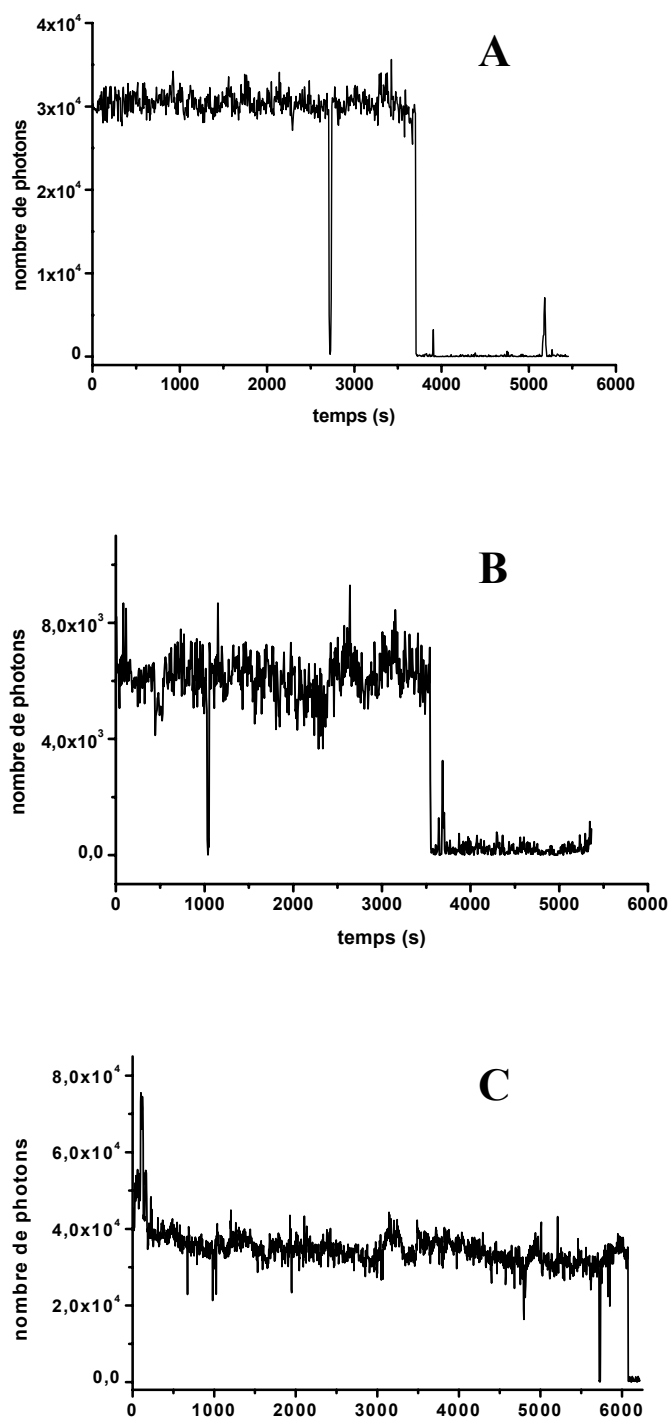 A
4x10⁴
3x10⁴
2x10⁴
1x10⁴
0
nombre de photons
0 1000 2000 3000 4000 5000 6000
temps (s)
B
8,0x10³
4,0x10³
0,0
nombre de photons
0 1000 2000 3000 4000 5000 6000
temps (s)
C
8,0x10⁴
6,0x10⁴
4,0x10⁴
2,0x10⁴
0,0
nombre de photons
0 1000 2000 3000 4000 5000 6000